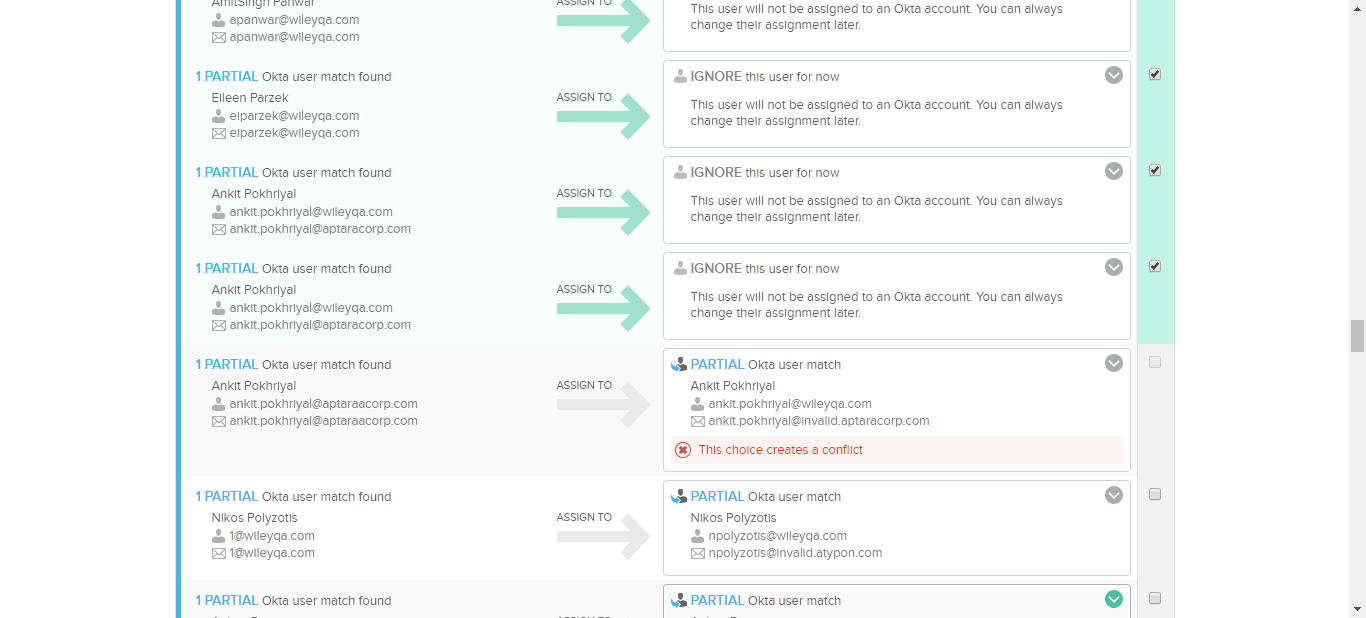 AmitSingh Panwar
apanwar@wileyqa.com
apanwar@wileyqa.com
ASSIGN TO
This user will not be assigned to an Okta account. You can always
change their assignment later.
1 PARTIAL Okta user match found
Eileen Parzek
eiparzek@wileyqa.com
eiparzek@wileyqa.com
ASSIGN TO
IGNORE this user for now
This user will not be assigned to an Okta account. You can always
change their assignment later.
1 PARTIAL Okta user match found
Ankit Pokhriyal
ankit.pokhriyal@wileyqa.com
ankit.pokhriyal@aptaracorp.com
ASSIGN TO
IGNORE this user for now
This user will not be assigned to an Okta account. You can always
change their assignment later.
1 PARTIAL Okta user match found
Ankit Pokhriyal
ankit.pokhriyal@wileyqa.com
ankit.pokhriyal@aptaracorp.com
ASSIGN TO
IGNORE this user for now
This user will not be assigned to an Okta account. You can always
change their assignment later.
1 PARTIAL Okta user match found
Ankit Pokhriyal
ankit.pokhriyal@aptaraacorp.com
ankit.pokhriyal@aptaraacorp.com
ASSIGN TO
PARTIAL Okta user match
Ankit Pokhriyal
ankit.pokhriyal@wileyqa.com
ankit.pokhriyal@invalid.aptaracorp.com
This choice creates a conflict
1 PARTIAL Okta user match found
Nikos Polyzotis
1@wileyqa.com
1@wileyqa.com
ASSIGN TO
PARTIAL Okta user match
Nikos Polyzotis
npolyzotis@wileyqa.com
npolyzotis@invalid.atypon.com
1 PARTIAL Okta user match found
ASSIGN TO
PARTIAL Okta user match